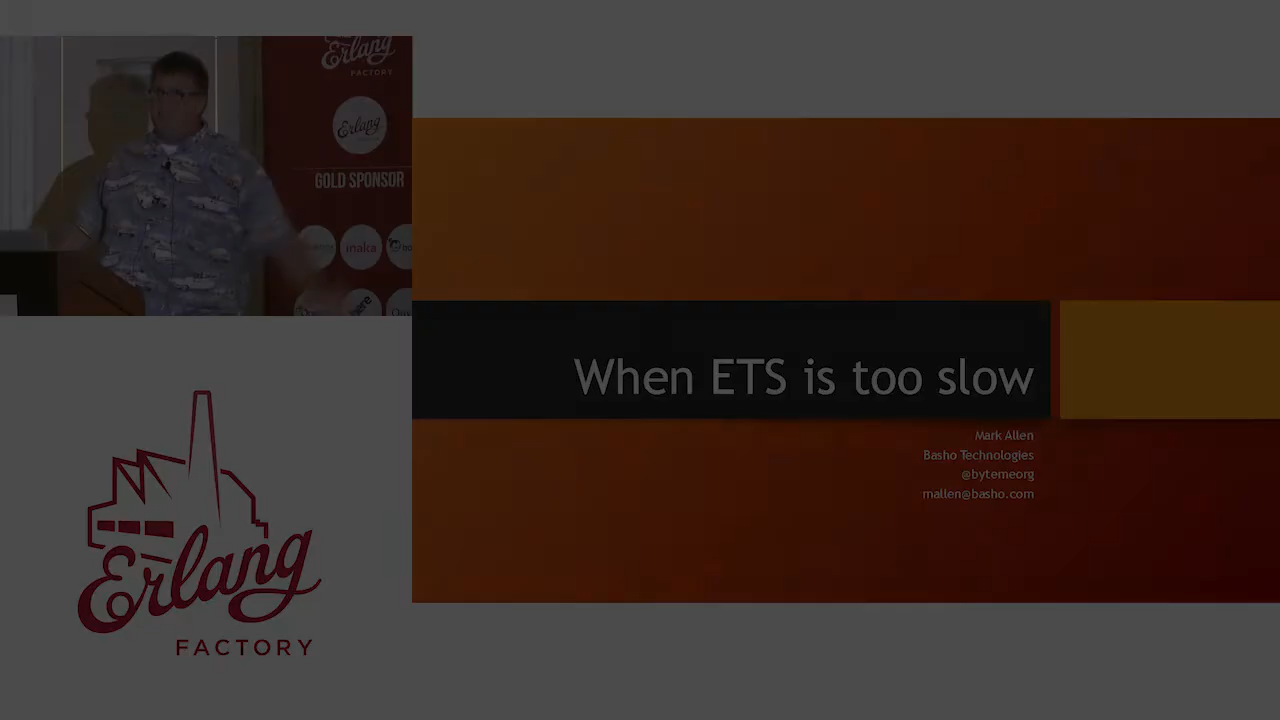 Erlang
FACTORY
Erlang
GOLD SPONSOR
inaka
When ETS is too slow
Mark Allen
Basho Technologies
@bytemeorg
mallen@basho.com
Erlang
FACTORY